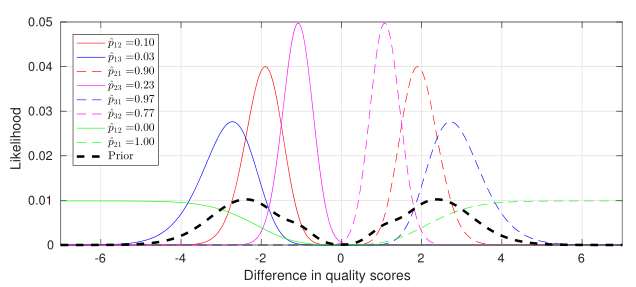 0.05
0.04
0.03
0.02
0.01
0
Likelihood
p̂₁₂ =0.10
p̂₁₃ =0.03
p̂₂₁ =0.90
p̂₂₃ =0.23
p̂₃₁ =0.97
p̂₃₂ =0.77
p̂₁₂ =0.00
p̂₂₁ =1.00
Prior
-6 -4 -2 0 2 4 6
Difference in quality scores